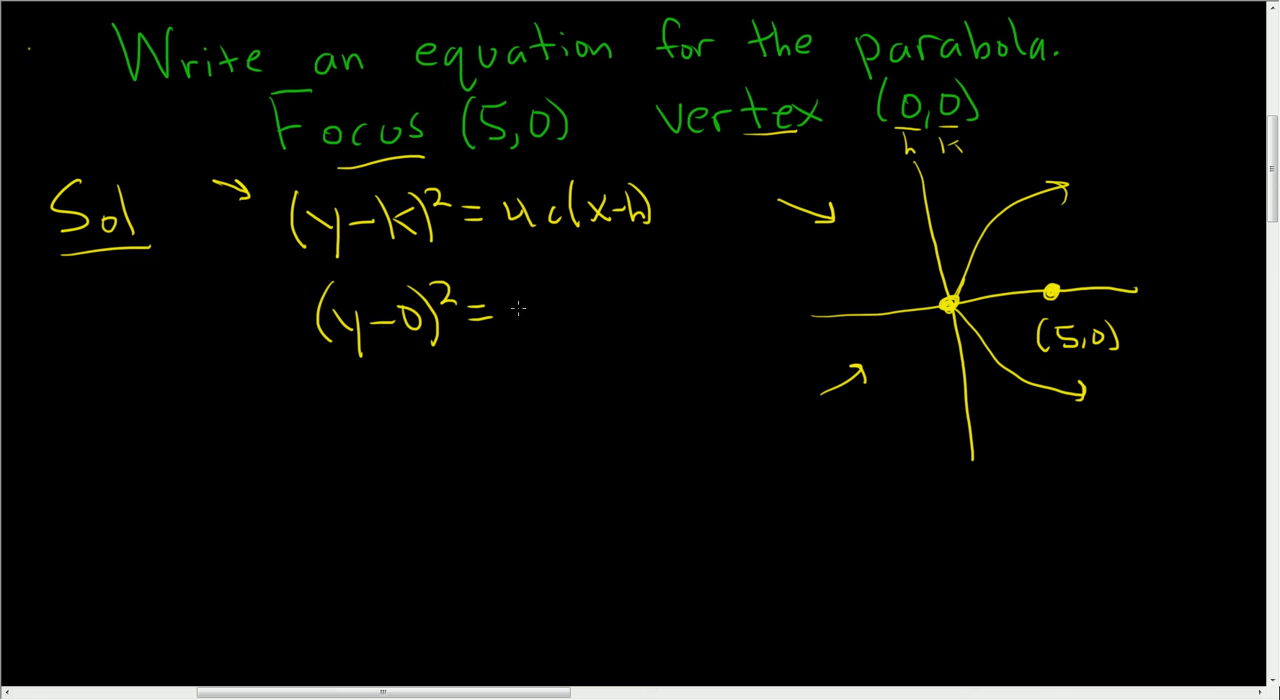 Write an equation for the parabola.
Focus (5,0) vertex (0,0)
h k
Sol (y-k)² = 4c(x-h)
(y-0)² =
(5,0)